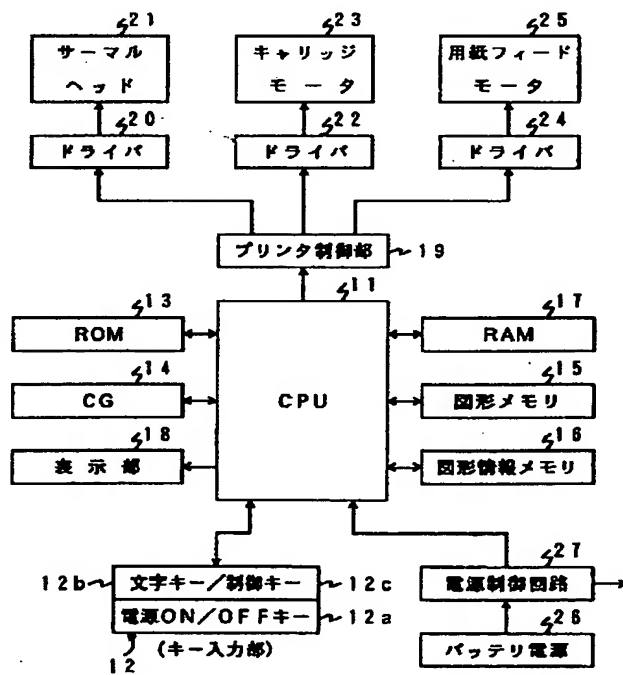 21
23
25
サーマル
ヘッド
キャリッジ
モータ
用紙フィード
モータ
20
22
24
ドライバ
ドライバ
ドライバ
プリンタ制御部
19
11
13
17
ROM
CPU
RAM
14
15
CG
図形メモリ
18
16
表示部
図形情報メモリ
27
12b
文字キー/制御キー
12c
電源制御回路
電源ON/OFFキー
12a
26
12
(キー入力部)
バッテリ電源